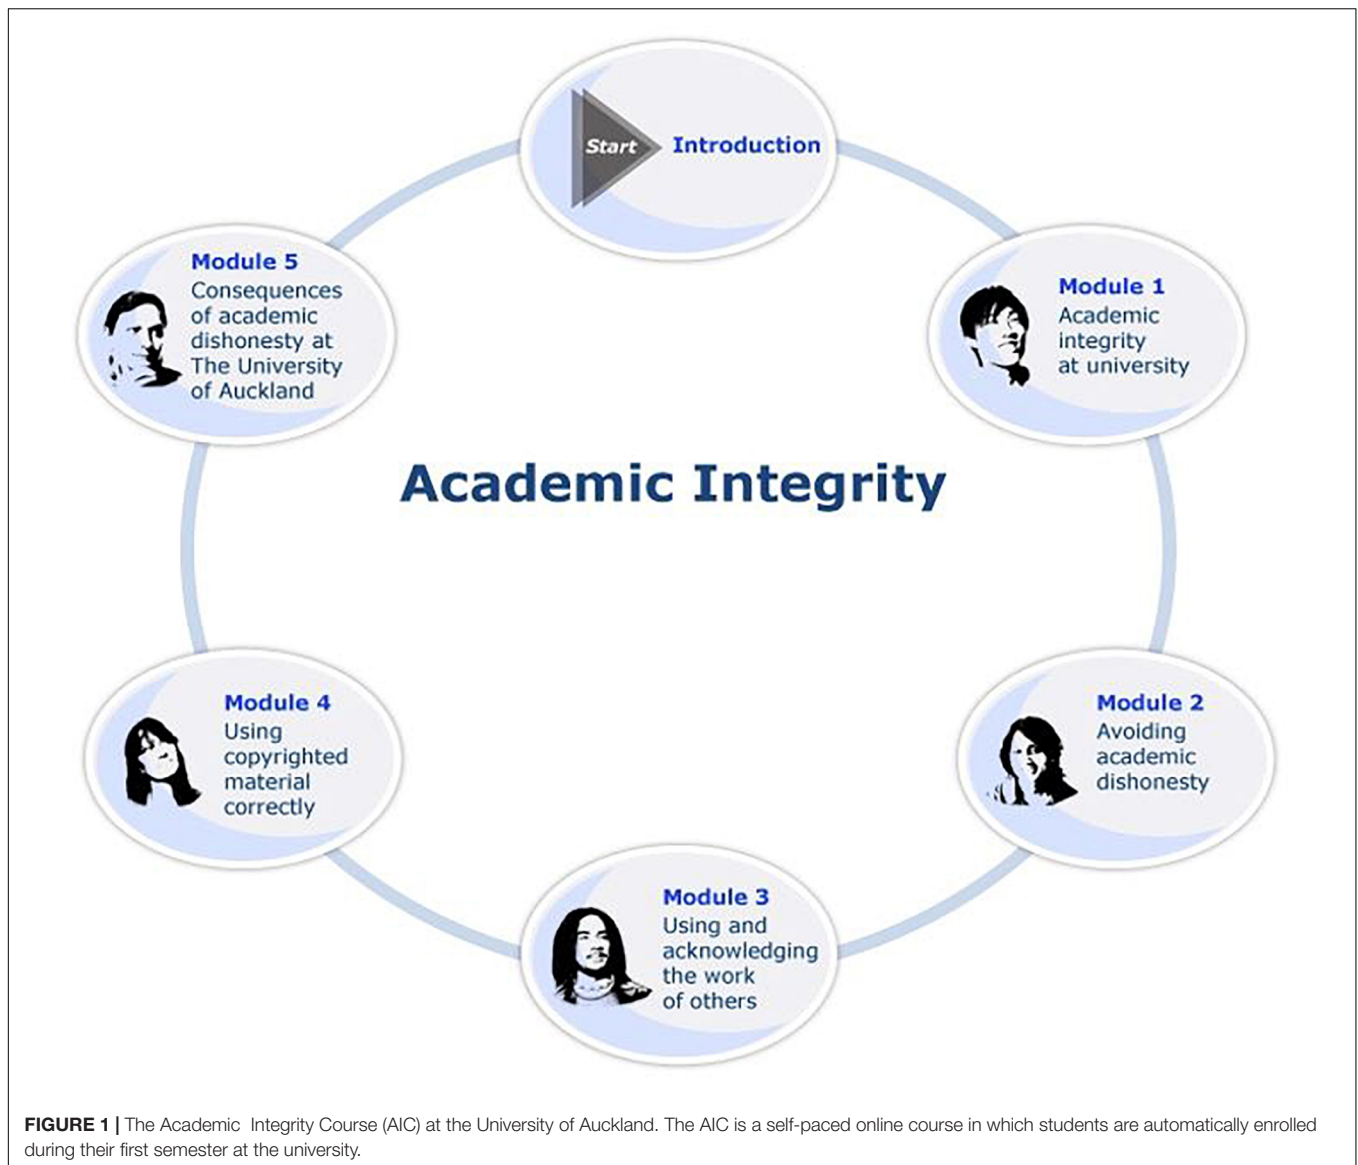 Start Introduction
Module 1
Academic
integrity
at university
Module 2
Avoiding
academic
dishonesty
Module 3
Using and
acknowledging
the work
of others
Module 4
Using
copyrighted
material
correctly
Module 5
Consequences
of academic
dishonesty at
The University
of Auckland
Academic Integrity
FIGURE 1 | The Academic Integrity Course (AIC) at the University of Auckland. The AIC is a self-paced online course in which students are automatically enrolled
during their first semester at the university.